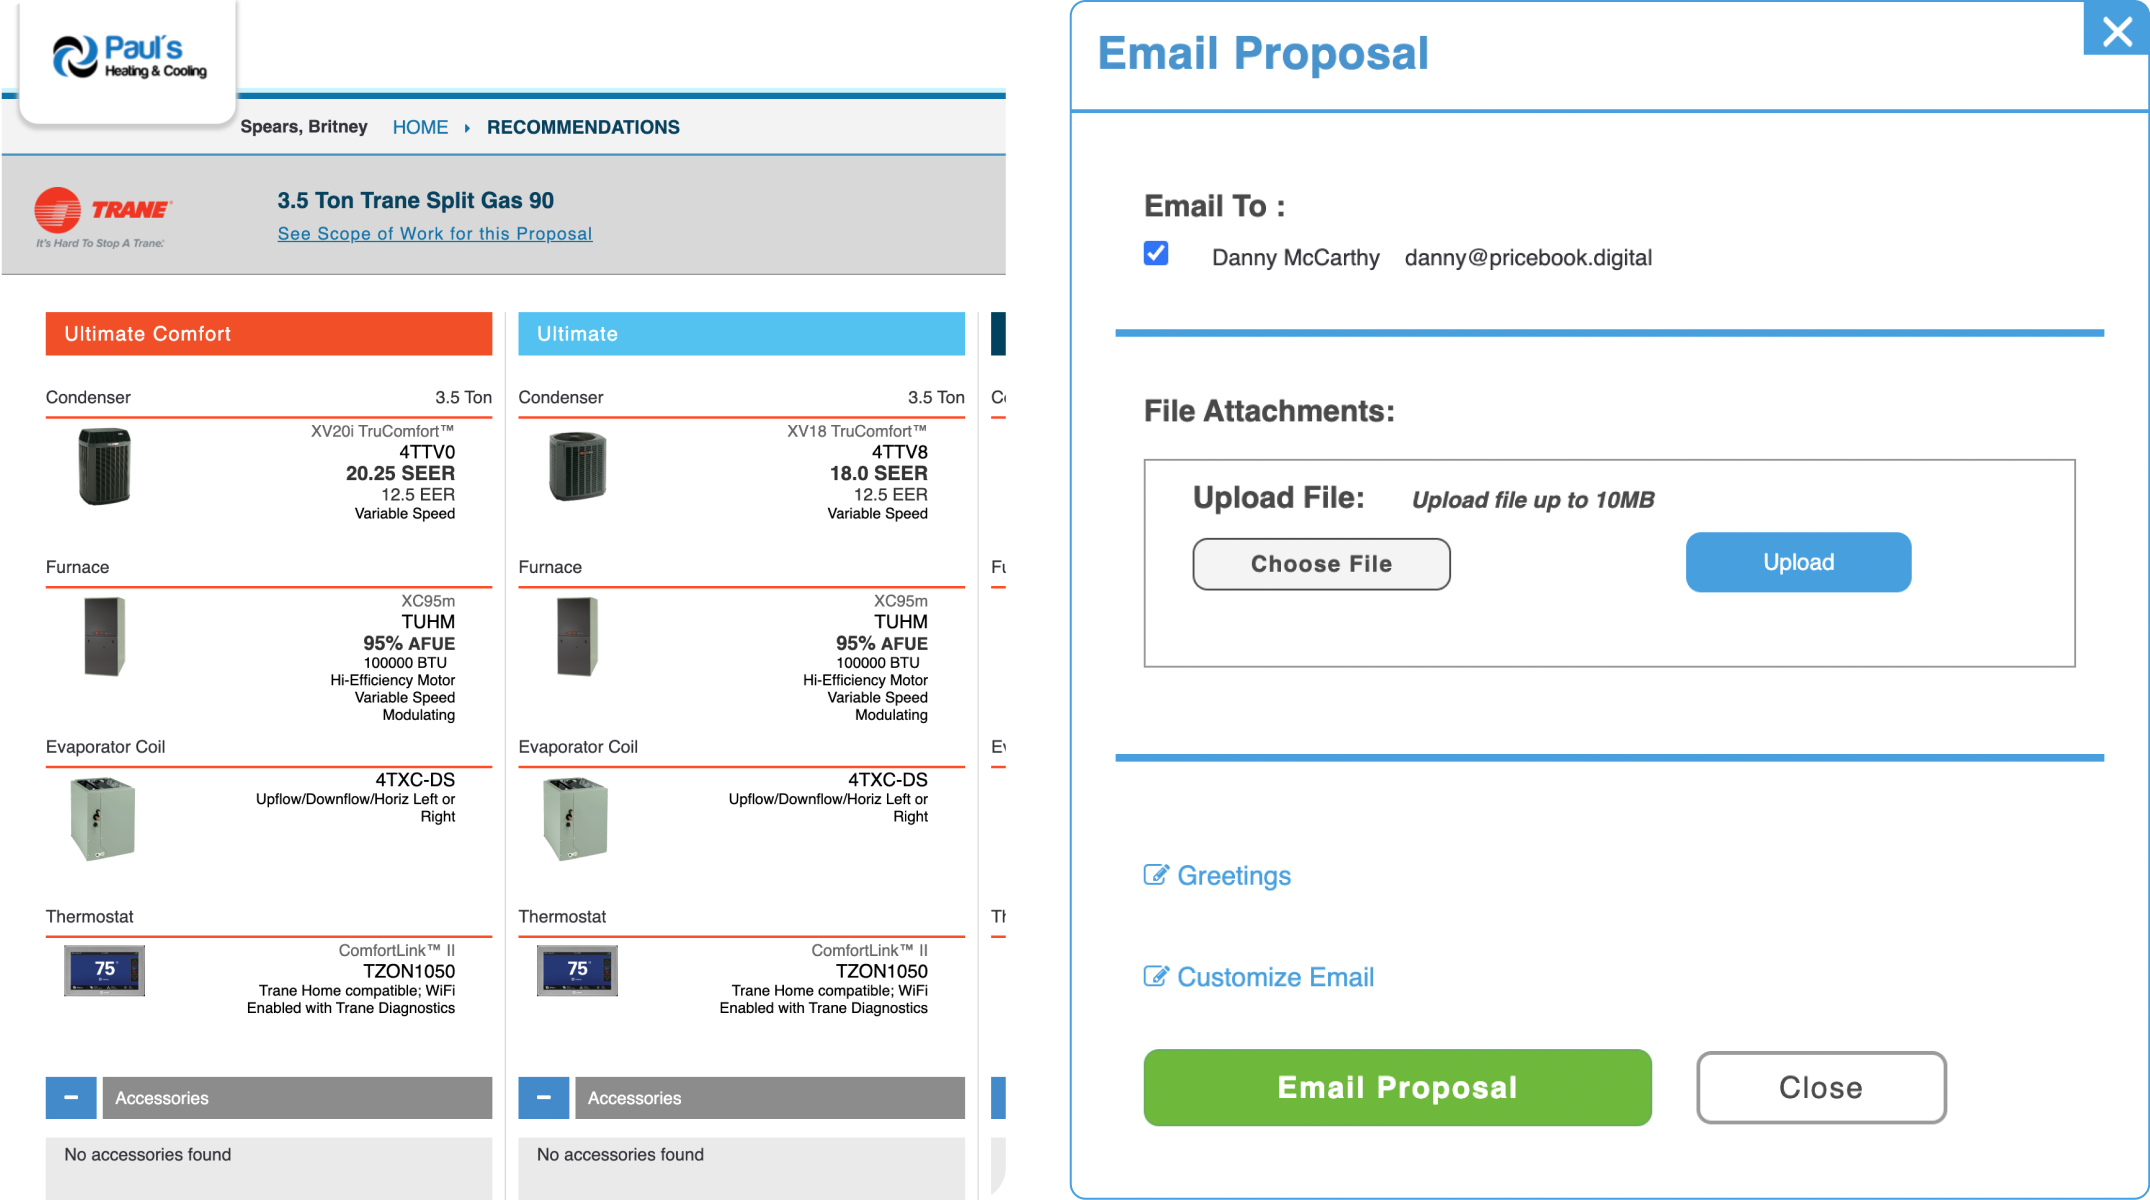 Paul's
Heating & Cooling
Spears, Britney HOME RECOMMENDATIONS
TRANE
It's Hard To Stop A Trane.
3.5 Ton Trane Split Gas 90
See Scope of Work for this Proposal
Ultimate Comfort
Condenser 3.5 Ton
XV20i TruComfort™
4TTV0
20.25 SEER
12.5 EER
Variable Speed
Furnace
XC95m
TUHM
95% AFUE
100000 BTU
Hi-Efficiency Motor
Variable Speed
Modulating
Evaporator Coil
4TXC-DS
Upflow/Downflow/Horiz Left or
Right
Thermostat
75
ComfortLink™ II
TZON1050
Trane Home compatible; WiFi
Enabled with Trane Diagnostics
Accessories
No accessories found
Ultimate
Condenser 3.5 Ton
XV18 TruComfort™
4TTV8
18.0 SEER
12.5 EER
Variable Speed
Furnace
XC95m
TUHM
95% AFUE
100000 BTU
Hi-Efficiency Motor
Variable Speed
Modulating
Evaporator Coil
4TXC-DS
Upflow/Downflow/Horiz Left or
Right
Thermostat
75
ComfortLink™ II
TZON1050
Trane Home compatible; WiFi
Enabled with Trane Diagnostics
Accessories
No accessories found
Email Proposal
Email To :
Danny McCarthy danny@pricebook.digital
File Attachments:
Upload File: Upload file up to 10MB
Choose File Upload
Greetings
Customize Email
Email Proposal Close